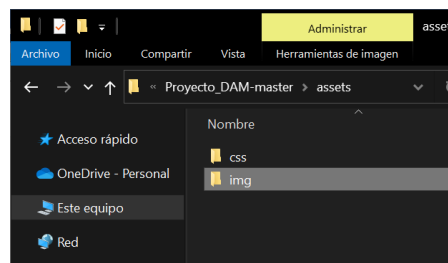 Administrar
Archivo Inicio Compartir Vista Herramientas de imagen
« Proyecto_DAM-master > assets
Nombre
Acceso rápido
css
OneDrive - Personal
img
Este equipo
Red